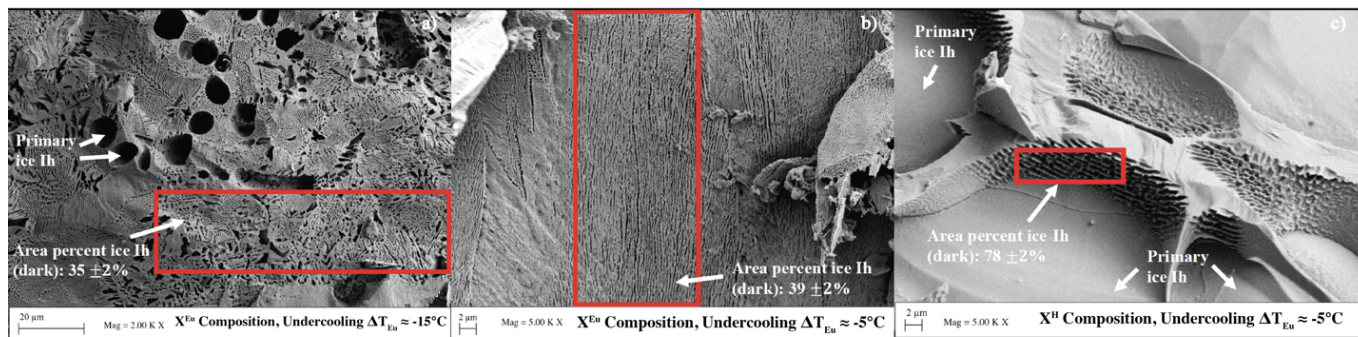 a)
Primary
ice Ih
Area percent ice Ih
(dark): 35 ±2%
20 µm
Mag = 2.00 K X
X^Eu Composition, Undercooling ΔT_Eu ≈ -15°C
b)
Area percent ice Ih
(dark): 39 ±2%
2 µm
Mag = 5.00 K X
X^Eu Composition, Undercooling ΔT_Eu ≈ -5°C
c)
Primary
ice Ih
Area percent ice Ih
(dark): 78 ±2%
Primary
ice Ih
2 µm
Mag = 5.00 K X
X^H Composition, Undercooling ΔT_Eu ≈ -5°C